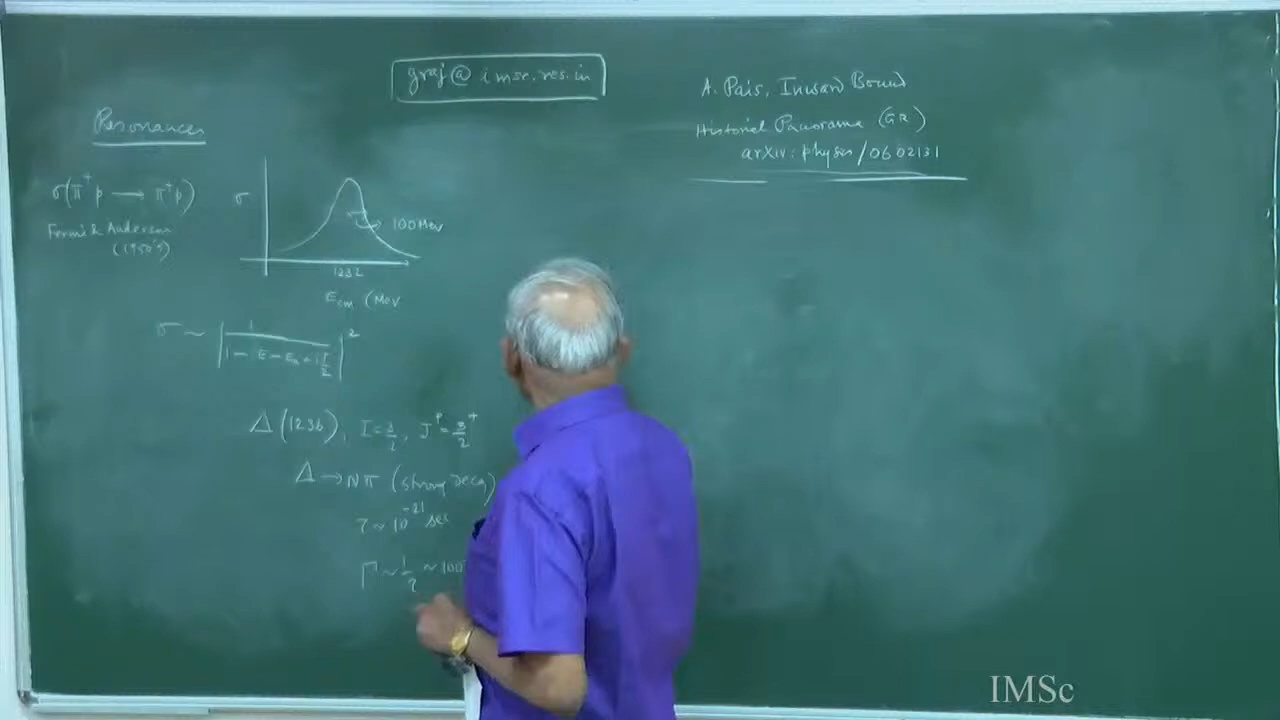 graj@imsc.res.in
A. Pais, Inward Bound
Historical Panorama (GR)
arXiv: physics/0602131
Resonances
σ(π⁺p → π⁺p)
Fermi & Anderson
(1950's)
σ
100 MeV
1232
E_cm (MeV
σ ~ | 1 / (1 - E - E_R + iΓ/2) |²
Δ(1236), I = 3/2, J^P = 3/2⁺
Δ → Nπ (strong decay)
τ ~ 10⁻²¹ sec
Γ ~ 1/τ ~ 100
IMSc